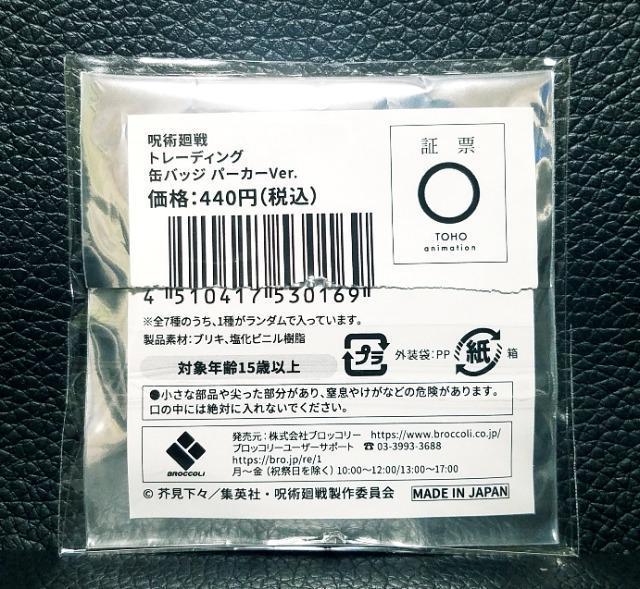 呪術廻戦
トレーディング
缶バッジ パーカーVer.
価格:440円(税込)
証票
TOHO
animation
4 510417 530169
※全7種のうち、1種がランダムで入っています。
製品素材:ブリキ、塩化ビニル樹脂
対象年齢15歳以上
プラ
外装袋:PP
紙
箱
●小さな部品や尖った部分があり、窒息やけがなどの危険があります。
口の中には絶対に入れないでください。
BROCCOLI
発売元:株式会社ブロッコリー https://www.broccoli.co.jp/
ブロッコリーユーザーサポート ☎03-3993-3688
https://bro.jp/re/1
月〜金(祝祭日を除く)10:00〜12:00/13:00〜17:00
© 芥見下々/集英社・呪術廻戦製作委員会
MADE IN JAPAN